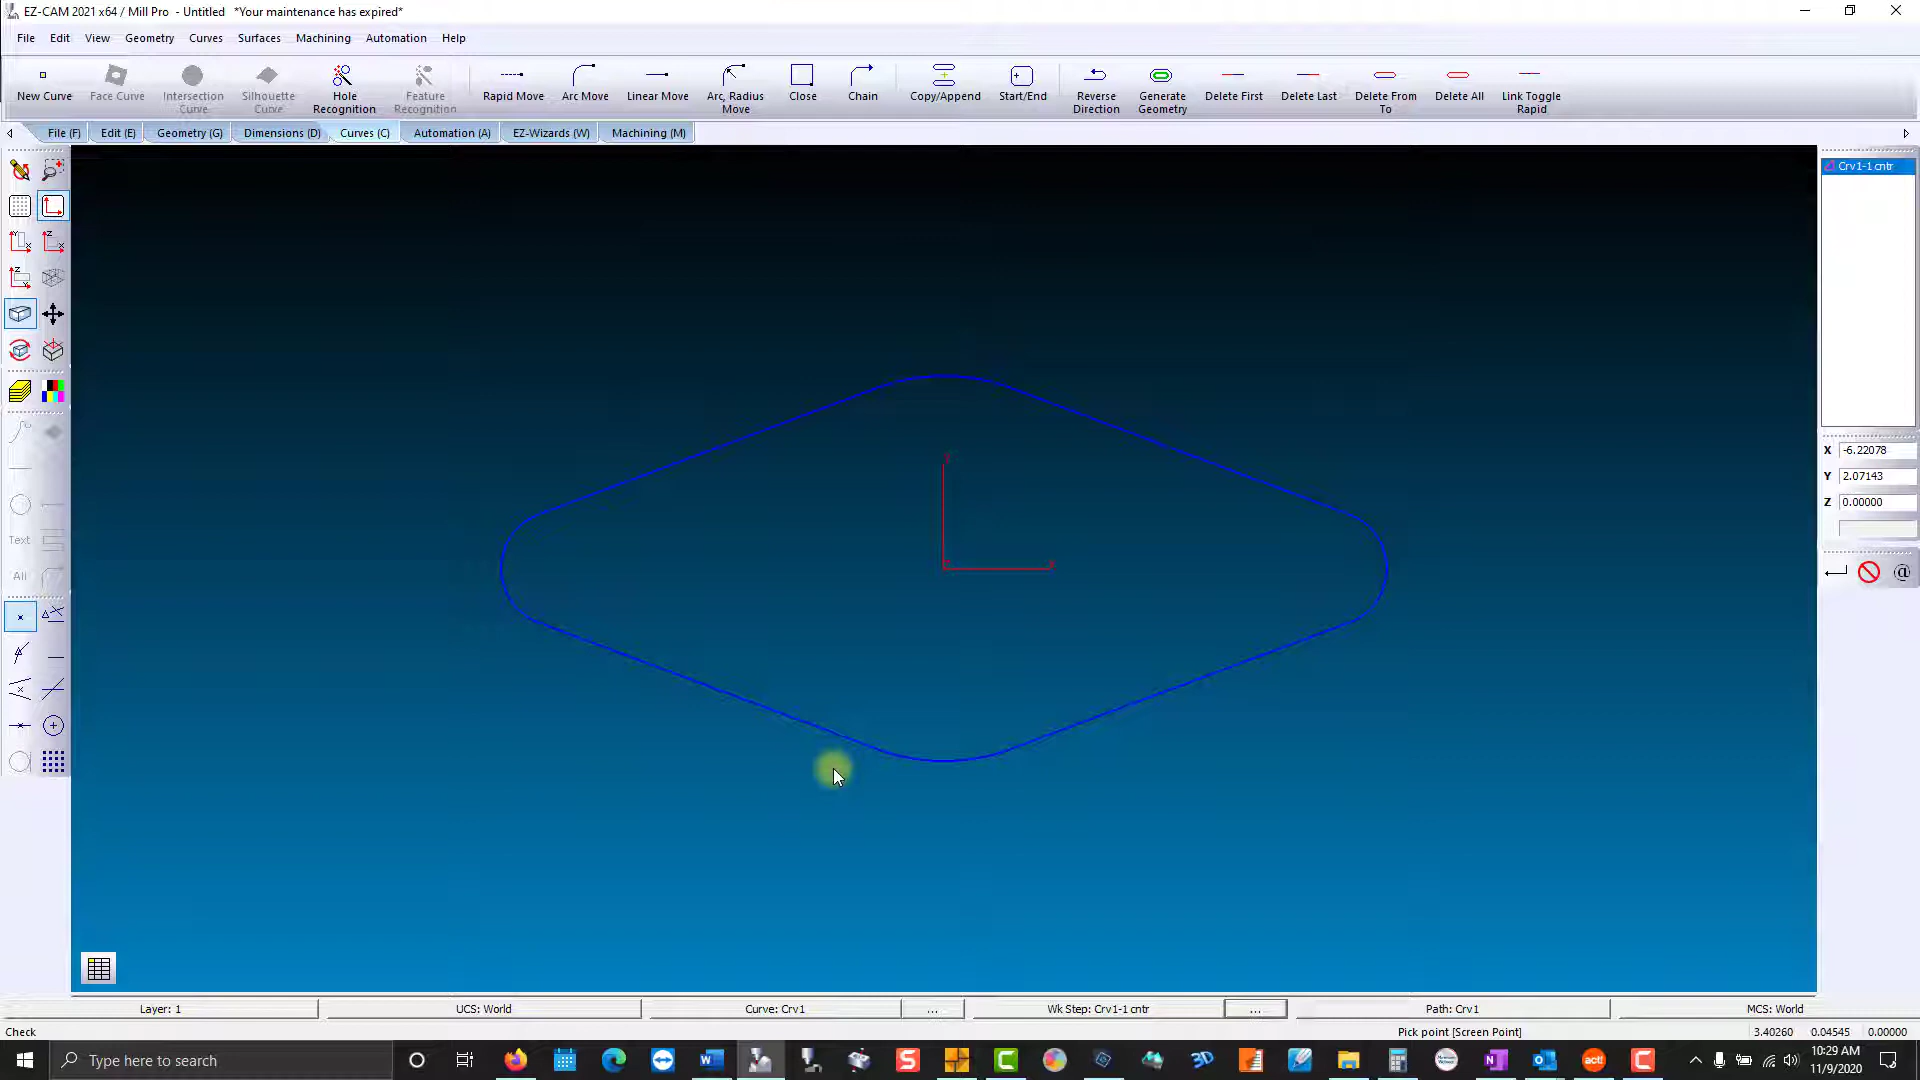 EZ-CAM 2021 x64 / Mill Pro - Untitled *Your maintenance has expired*
File Edit View Geometry Curves Surfaces Machining Automation Help
New Curve
Face Curve
Intersection Curve
Silhouette Curve
Hole Recognition
Feature Recognition
Rapid Move
Arc Move
Linear Move
Arc, Radius Move
Close
Chain
Copy/Append
Start/End
Reverse Direction
Generate Geometry
Delete First
Delete Last
Delete From To
Delete All
Link Toggle Rapid
File (F) Edit (E) Geometry (G) Dimensions (D) Curves (C) Automation (A) EZ-Wizards (W) Machining (M)
Crv1-1 cntr
X -6.22078
Y 2.07143
Z 0.00000
@
Text
All
Y
X
Layer: 1 UCS: World Curve: Crv1 ... Wk Step: Crv1-1 cntr ... Path: Crv1 MCS: World
Check Pick point [Screen Point] 3.40260 0.04545 0.00000
Type here to search
10:29 AM
11/9/2020